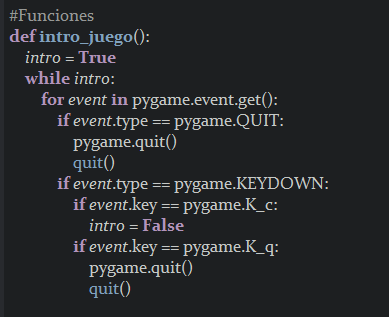 #Funciones
def intro_juego():
intro = True
while intro:
for event in pygame.event.get():
if event.type == pygame.QUIT:
pygame.quit()
quit()
if event.type == pygame.KEYDOWN:
if event.key == pygame.K_c:
intro = False
if event.key == pygame.K_q:
pygame.quit()
quit()